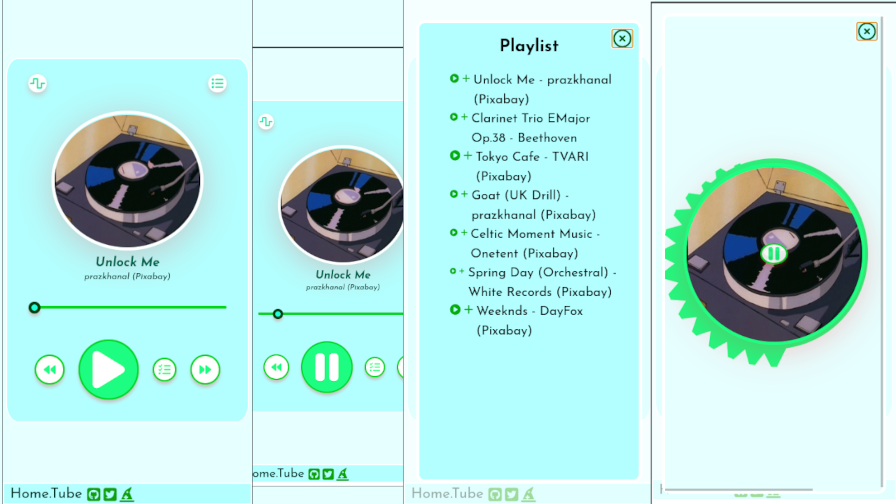 Unlock Me
prazkhanal (Pixabay)
Home.Tube
Unlock Me
prazkhanal (Pixabay)
ome.Tube
Playlist
Unlock Me - prazkhanal
(Pixabay)
Clarinet Trio EMajor
Op.38 - Beethoven
Tokyo Cafe - TVARI
(Pixabay)
Goat (UK Drill) -
prazkhanal (Pixabay)
Celtic Moment Music -
Onetent (Pixabay)
Spring Day (Orchestral) -
White Records (Pixabay)
Weeknds - DayFox
(Pixabay)
Home.Tube